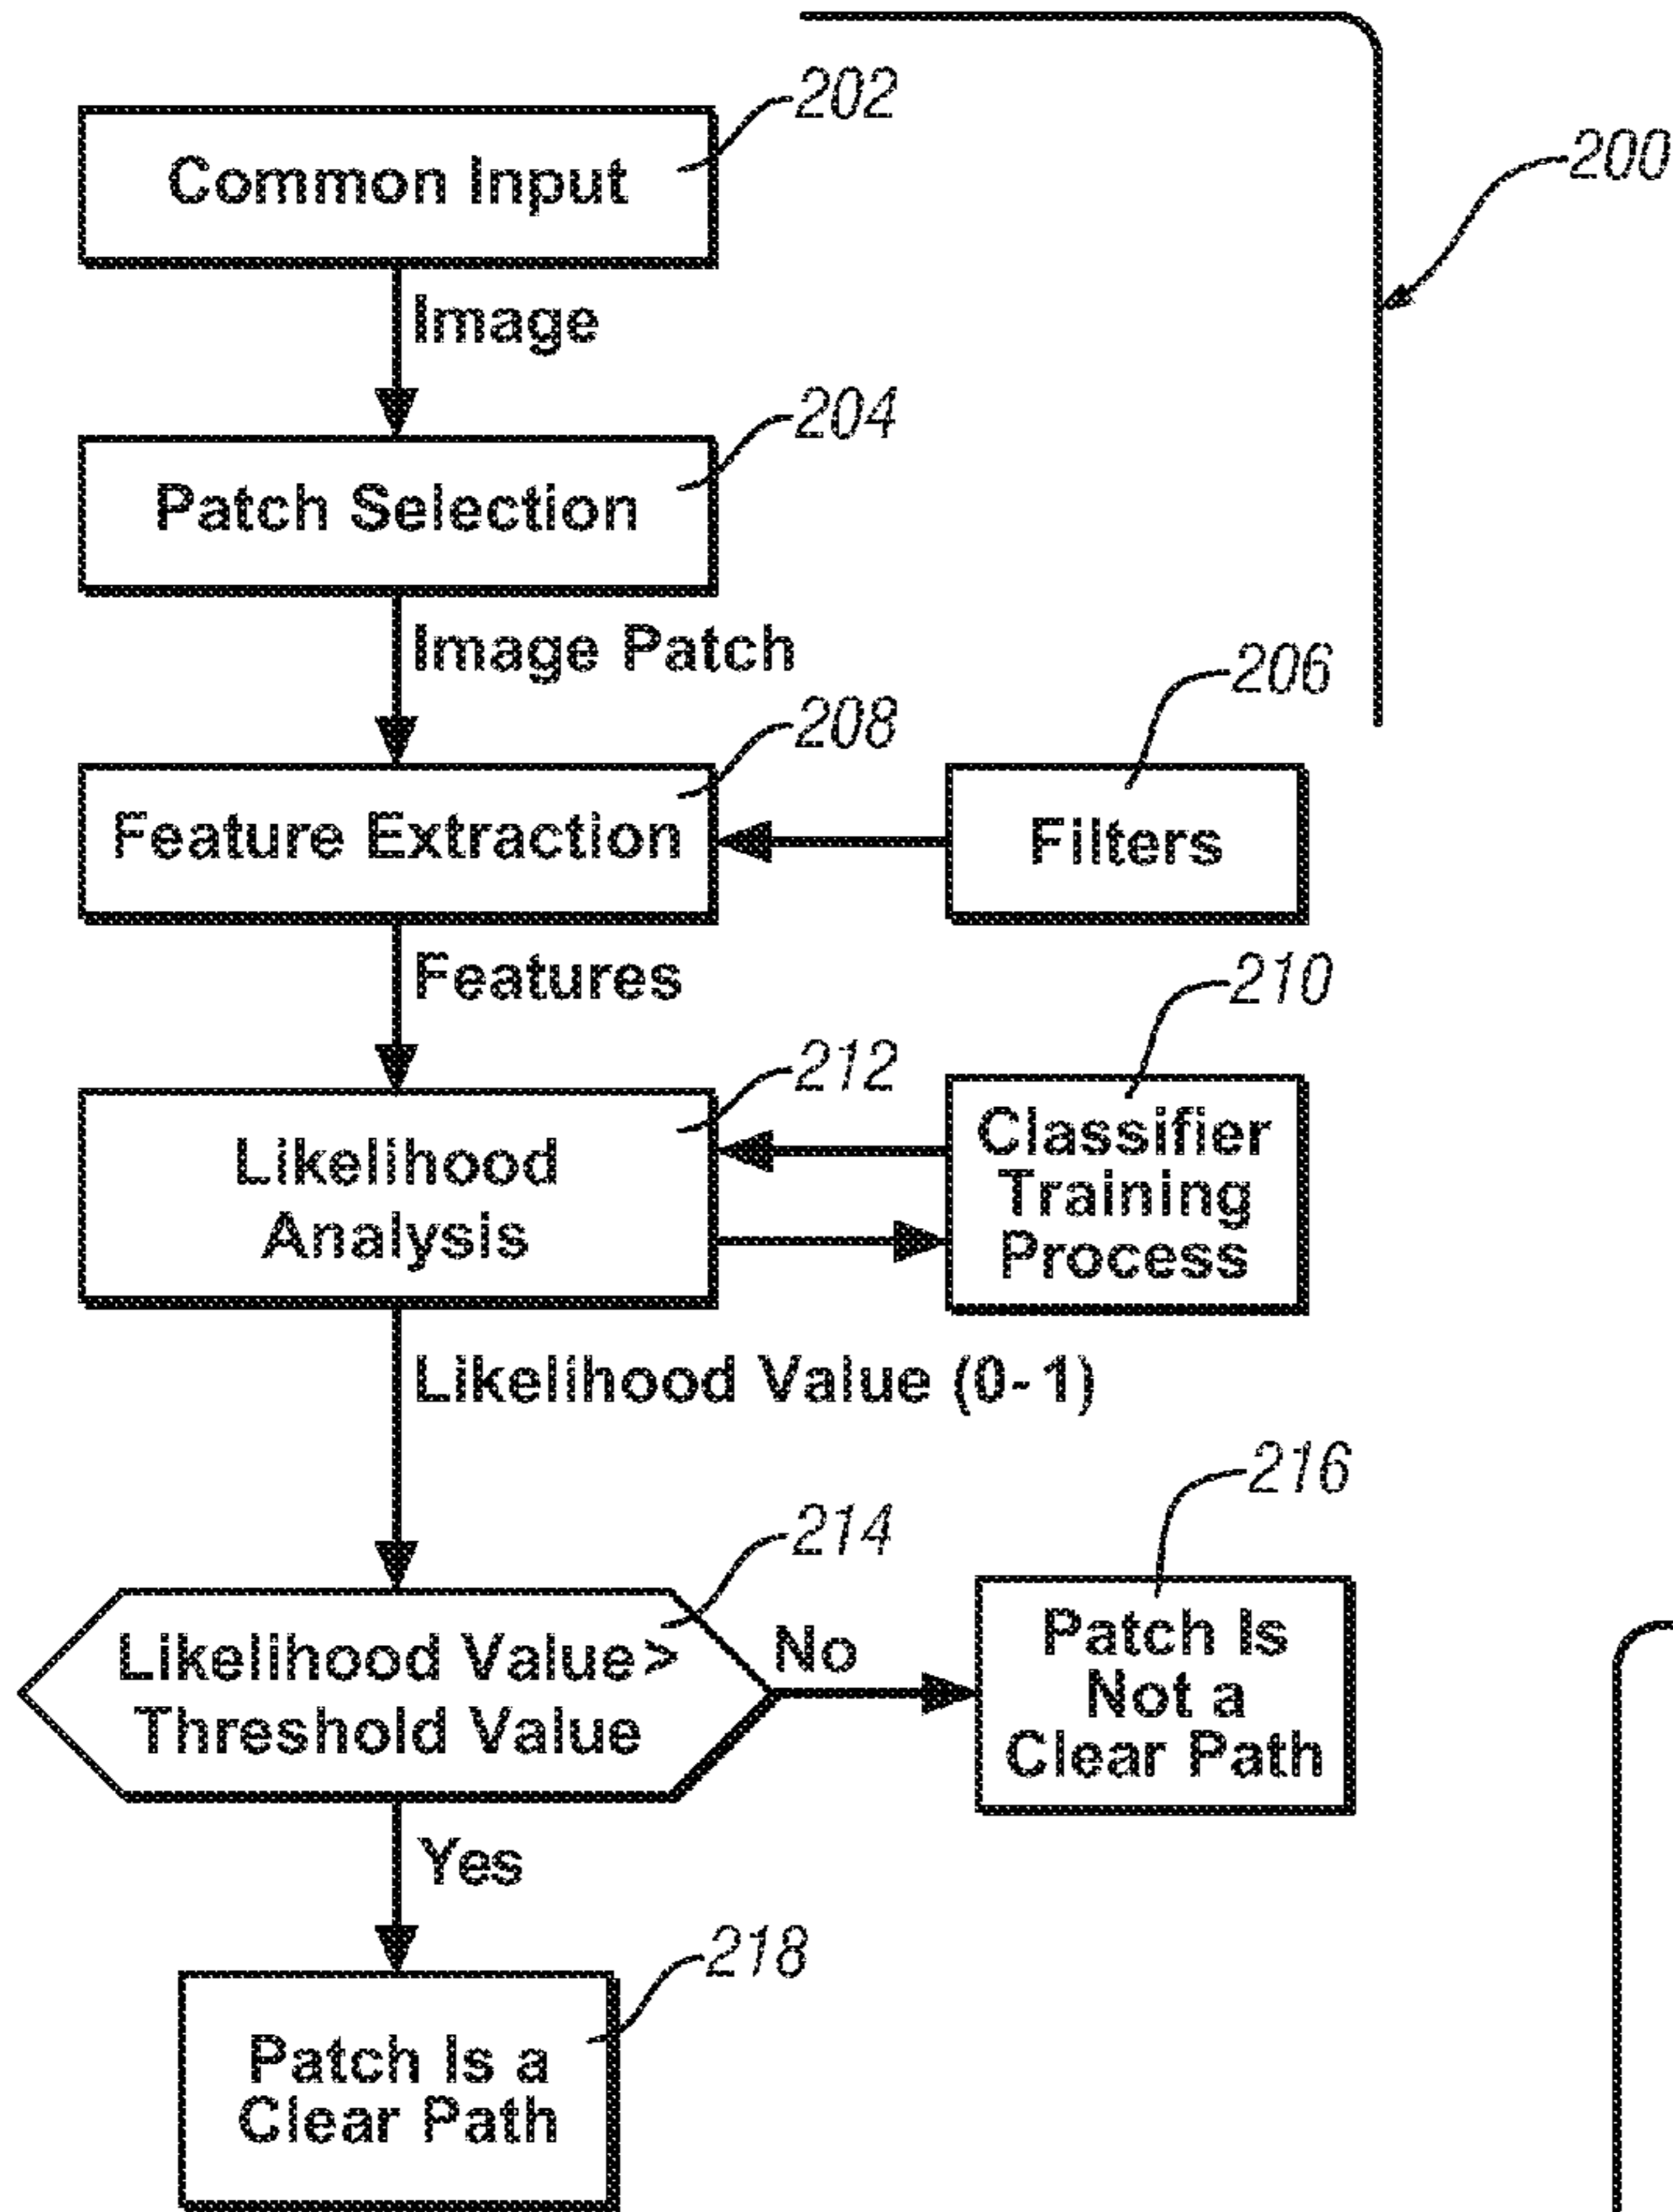 202
Common Input
200
Image
204
Patch Selection
Image Patch
206
208
Feature Extraction
Filters
Features
210
212
Likelihood
Analysis
Classifier
Training
Process
Likelihood Value (0-1)
216
214
Likelihood Value >
Threshold Value
No
Patch Is
Not a
Clear Path
Yes
218
Patch Is a
Clear Path